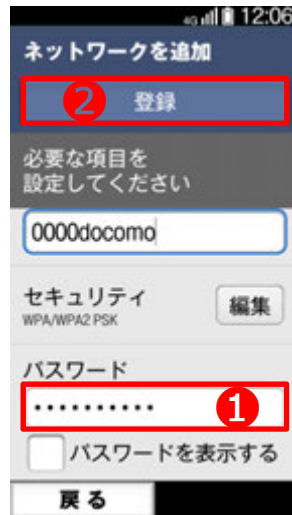 4G 12:06
ネットワークを追加
2 登録
必要な項目を
設定してください
0000docomo
セキュリティ
WPA/WPA2 PSK
編集
パスワード
•••••••••• 1
パスワードを表示する
戻る